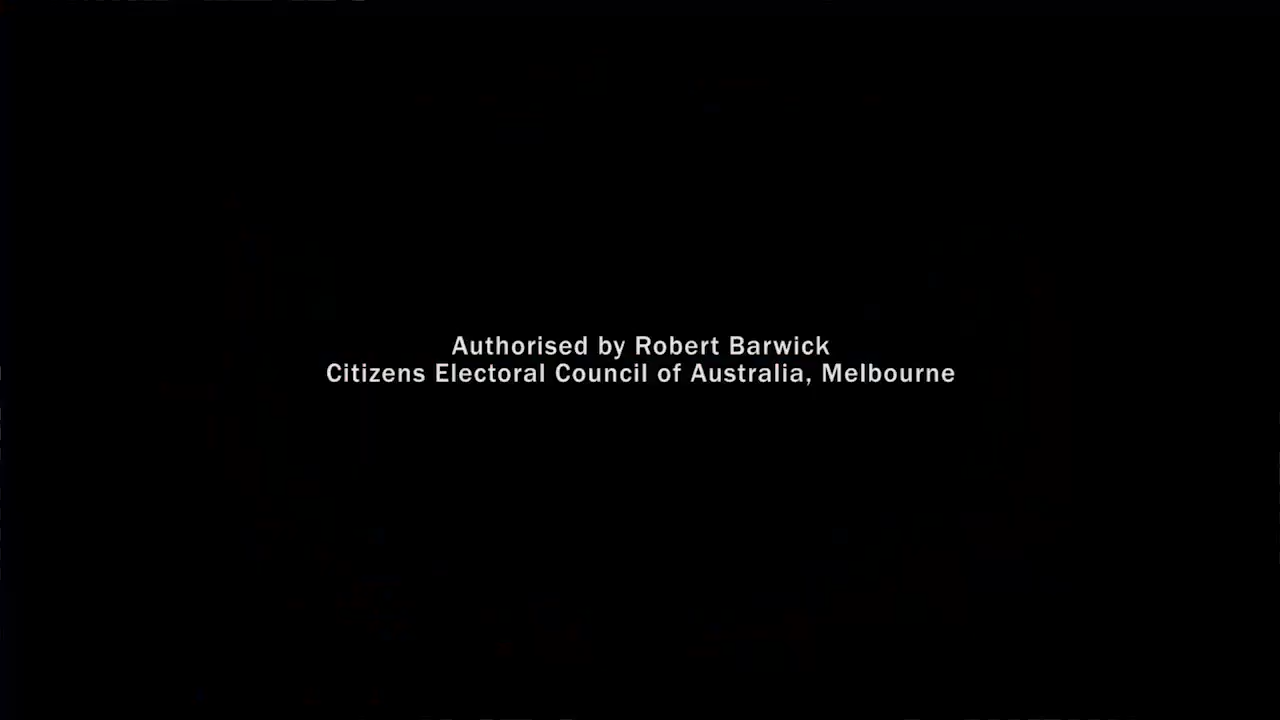 Authorised by Robert Barwick
Citizens Electoral Council of Australia, Melbourne